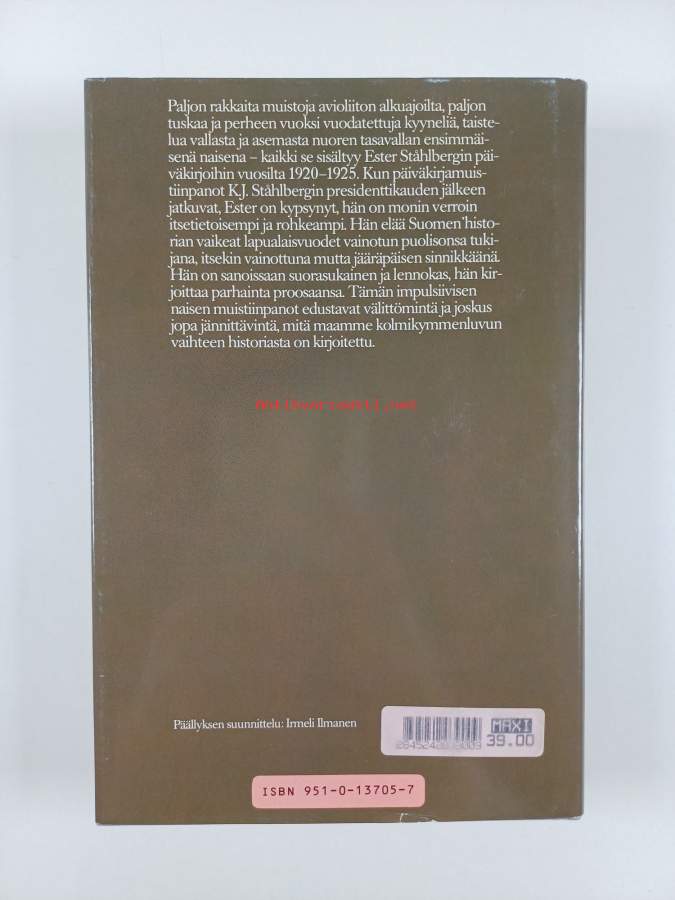 Paljon rakkaita muistoja avioliiton alkuajoilta, paljon
tuskaa ja perheen vuoksi vuodatettuja kyyneliä, taiste-
lua vallasta ja asemasta nuoren tasavallan ensimmäi-
senä naisena – kaikki se sisältyy Ester Ståhlbergin päi-
väkirjoihin vuosilta 1920–1925. Kun päiväkirjamuis-
tiinpanot K.J. Ståhlbergin presidenttikauden jälkeen
jatkuvat, Ester on kypsynyt, hän on monin verroin
itsetietoisempi ja rohkeampi. Hän elää Suomen histo-
rian vaikeat lapualaisvuodet vainotun puolisonsa tuki-
jana, itsekin vainottuna mutta jääräpäisen sinnikkäänä.
Hän on sanoissaan suorasukainen ja lennokas, hän kir-
joittaa parhainta proosaansa. Tämän impulsiivisen
naisen muistiinpanot edustavat välittömintä ja joskus
jopa jännittävintä, mitä maamme kolmikymmenluvun
vaihteen historiasta on kirjoitettu.
Päällyksen suunnittelu: Irmeli Ilmanen
MAXI
39.00
ISBN 951-0-13705-7